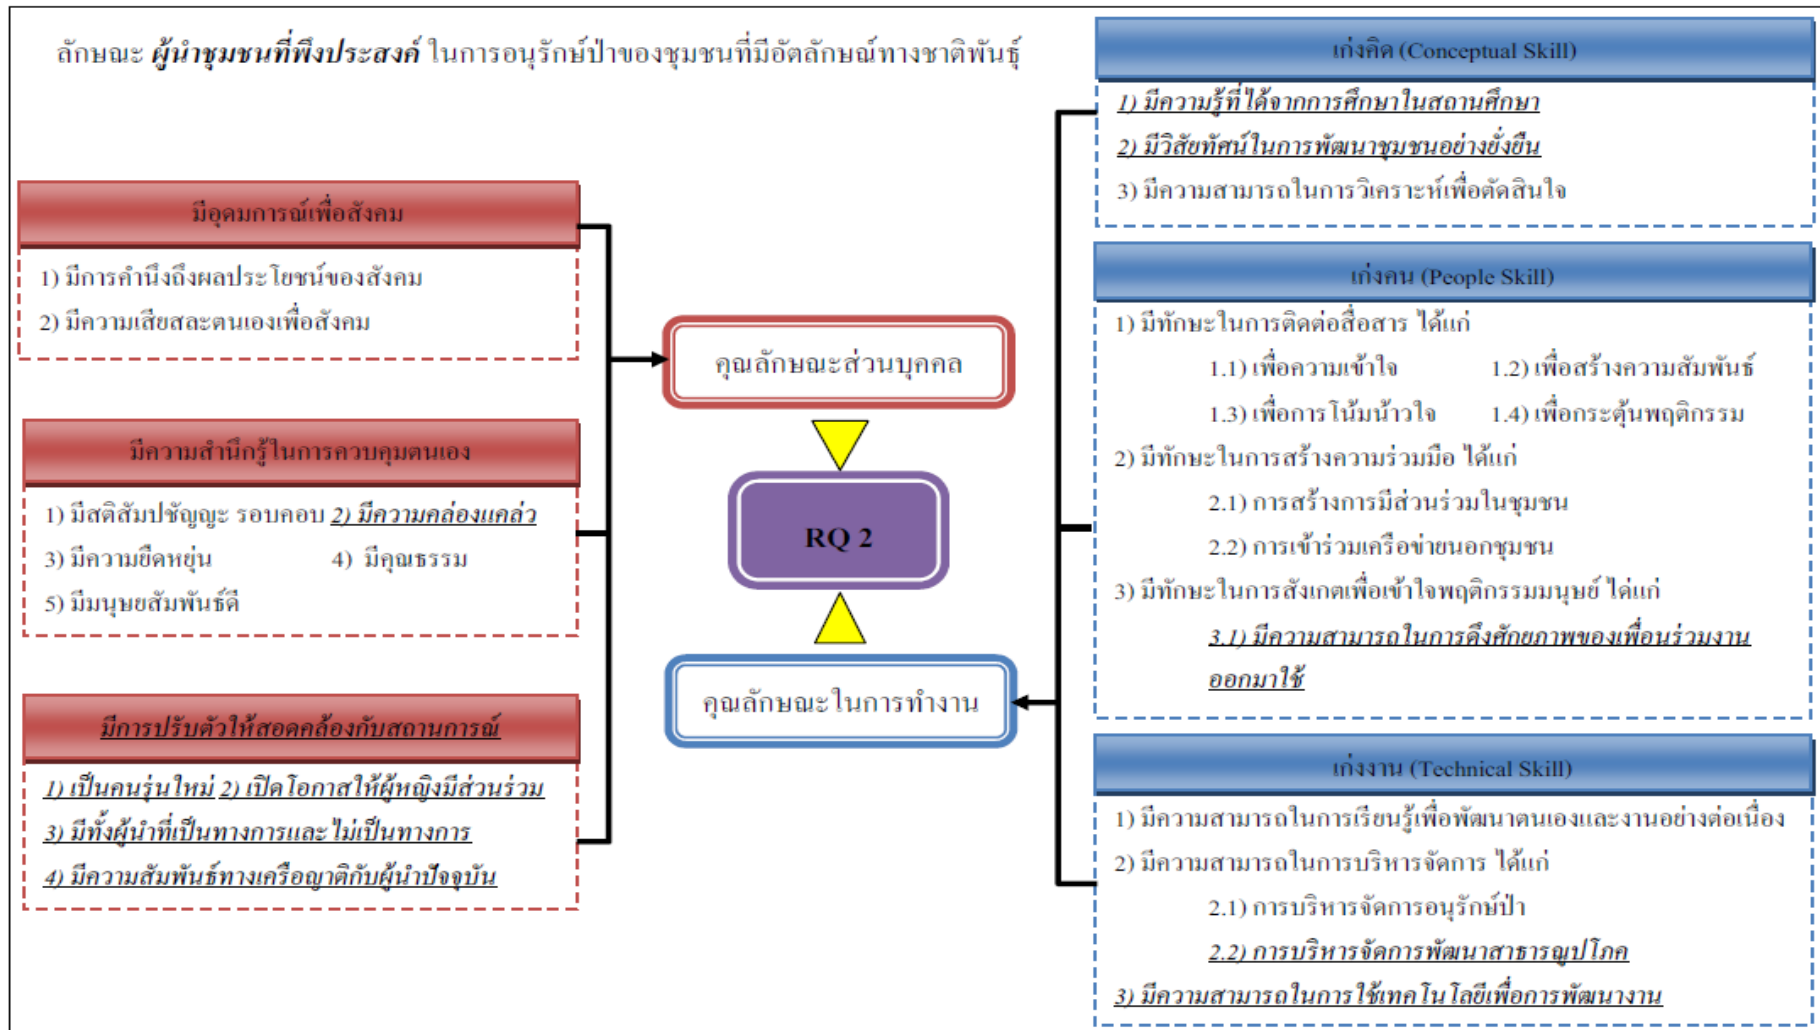 ลักษณะ ผู้นำชุมชนที่พึงประสงค์ ในการอนุรักษ์ป่าของชุมชนที่มีอัตลักษณ์ทางชาติพันธุ์
มีอุดมการณ์เพื่อสังคม
1) มีการคำนึงถึงผลประโยชน์ของสังคม
2) มีความเสียสละตนเองเพื่อสังคม
มีความสำนึกรู้ในการควบคุมตนเอง
1) มีสติสัมปชัญญะ รอบคอบ 2) มีความคล่องแคล่ว
3) มีความยืดหยุ่น 4) มีคุณธรรม
5) มีมนุษยสัมพันธ์ดี
มีการปรับตัวให้สอดคล้องกับสถานการณ์
1) เป็นคนรุ่นใหม่ 2) เปิดโอกาสให้ผู้หญิงมีส่วนร่วม
3) มีทั้งผู้นำที่เป็นทางการและไม่เป็นทางการ
4) มีความสัมพันธ์ทางเครือญาติกับผู้นำปัจจุบัน
คุณลักษณะส่วนบุคคล
RQ 2
คุณลักษณะในการทำงาน
เก่งคิด (Conceptual Skill)
1) มีความรู้ที่ได้จากการศึกษาในสถานศึกษา
2) มีวิสัยทัศน์ในการพัฒนาชุมชนอย่างยั่งยืน
3) มีความสามารถในการวิเคราะห์เพื่อตัดสินใจ
เก่งคน (People Skill)
1) มีทักษะในการติดต่อสื่อสาร ได้แก่
1.1) เพื่อความเข้าใจ 1.2) เพื่อสร้างความสัมพันธ์
1.3) เพื่อการโน้มน้าวใจ 1.4) เพื่อกระตุ้นพฤติกรรม
2) มีทักษะในการสร้างความร่วมมือ ได้แก่
2.1) การสร้างการมีส่วนร่วมในชุมชน
2.2) การเข้าร่วมเครือข่ายนอกชุมชน
3) มีทักษะในการสังเกตเพื่อเข้าใจพฤติกรรมมนุษย์ ได่แก่
3.1) มีความสามารถในการดึงศักยภาพของเพื่อนร่วมงาน
ออกมาใช้
เก่งงาน (Technical Skill)
1) มีความสามารถในการเรียนรู้เพื่อพัฒนาตนเองและงานอย่างต่อเนื่อง
2) มีความสามารถในการบริหารจัดการ ได้แก่
2.1) การบริหารจัดการอนุรักษ์ป่า
2.2) การบริหารจัดการพัฒนาสาธารณูปโภค
3) มีความสามารถในการใช้เทคโนโลยีเพื่อการพัฒนางาน